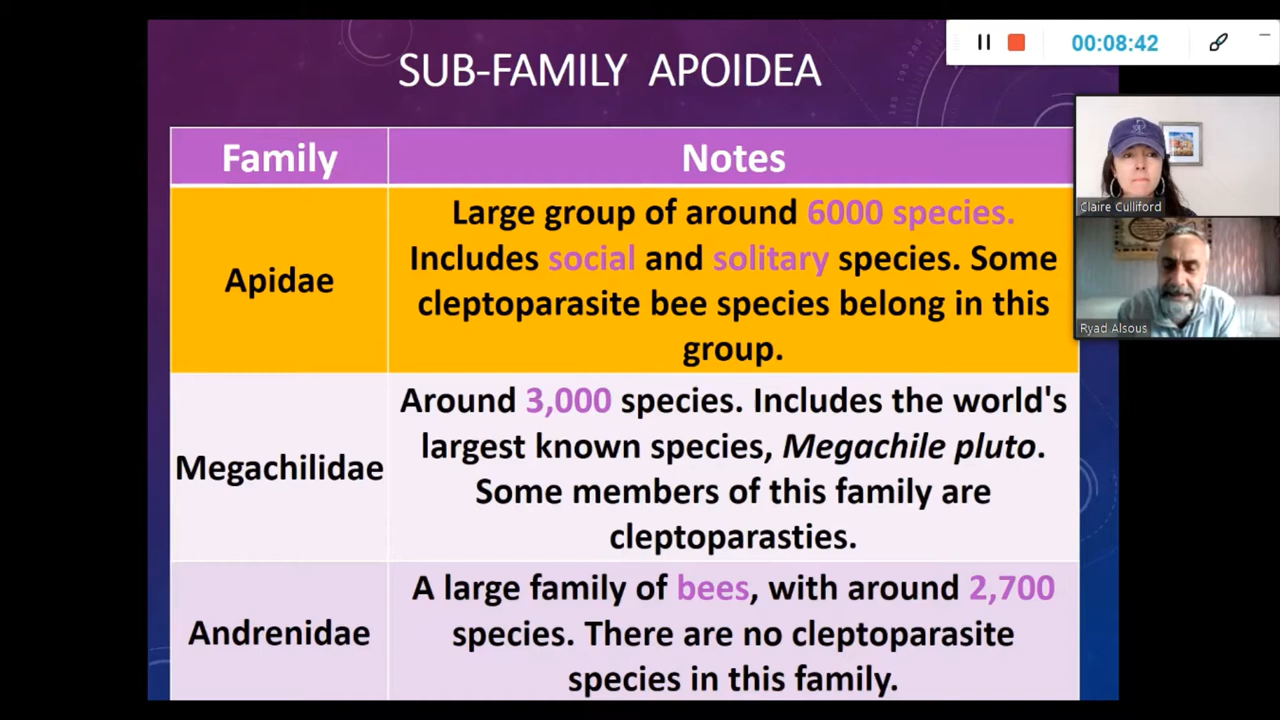 SUB-FAMILY APOIDEA
00:08:42
Family
Notes
Apidae
Large group of around 6000 species.
Includes social and solitary species. Some
cleptoparasite bee species belong in this
group.
Megachilidae
Around 3,000 species. Includes the world's
largest known species, Megachile pluto.
Some members of this family are
cleptoparasties.
Andrenidae
A large family of bees, with around 2,700
species. There are no cleptoparasite
species in this family.
Claire Culliford
Ryad Alsous